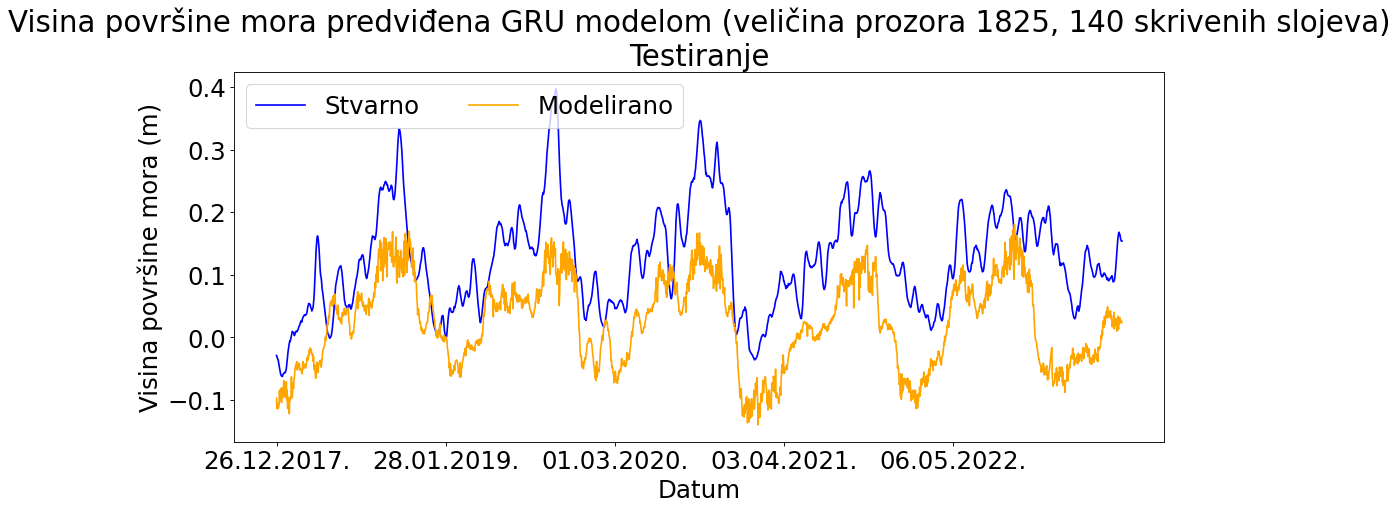 Visina površine mora predviđena GRU modelom (veličina prozora 1825, 140 skrivenih slojeva)
Testiranje
Stvarno Modelirano
Visina površine mora (m)
0.4
0.3
0.2
0.1
0.0
−0.1
26.12.2017. 28.01.2019. 01.03.2020. 03.04.2021. 06.05.2022.
Datum